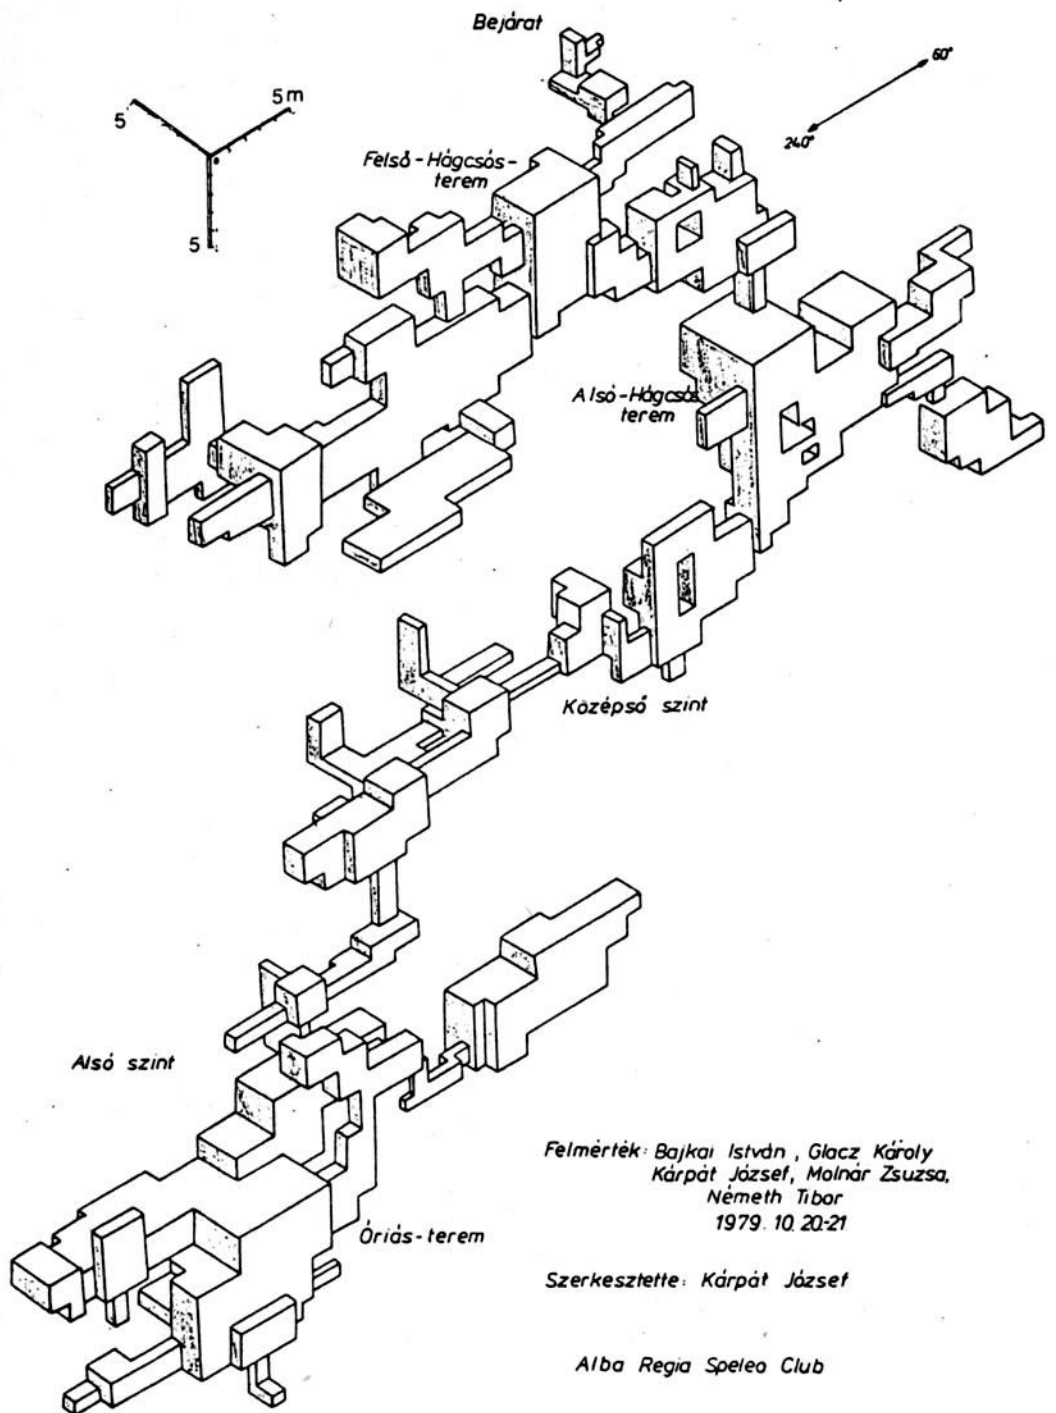 Bejárat
60°
240°
5
5 m
5
Felső-Hágcsós-
terem
Alsó-Hágcsós
terem
Középső szint
Alsó szint
Óriás-terem
Felmérték: Bajkai István, Glacz Károly
Kárpát József, Molnár Zsuzsa,
Németh Tibor
1979. 10. 20-21
Szerkesztette: Kárpát József
Alba Regia Speleo Club